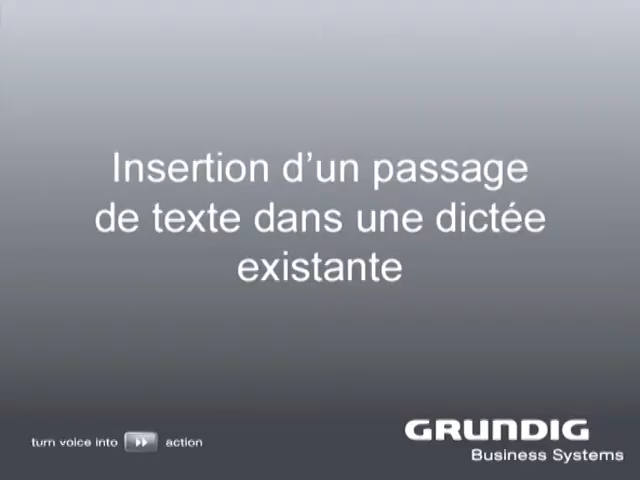 Insertion d’un passage
de texte dans une dictée
existante
turn voice into action
GRUNDIG
Business Systems